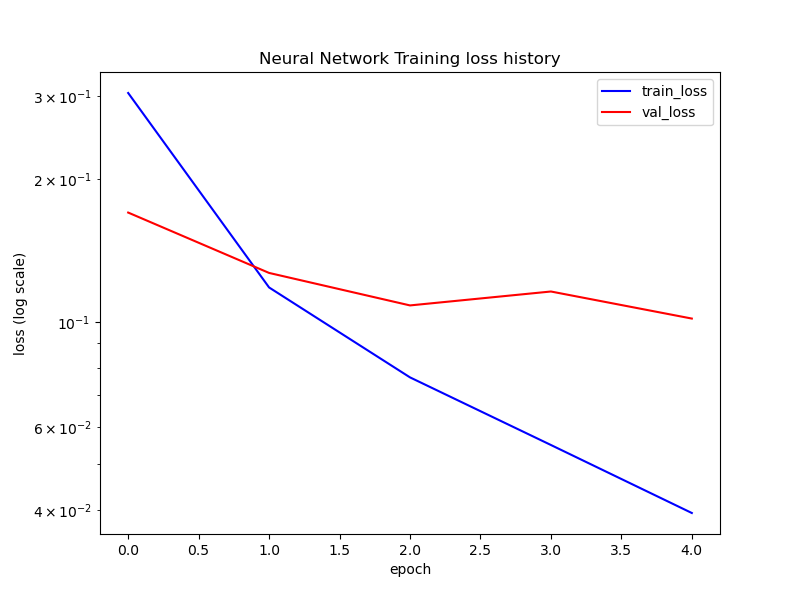 Neural Network Training loss history
train_loss
val_loss
3 × 10⁻¹
2 × 10⁻¹
10⁻¹
6 × 10⁻²
4 × 10⁻²
loss (log scale)
0.0 0.5 1.0 1.5 2.0 2.5 3.0 3.5 4.0
epoch